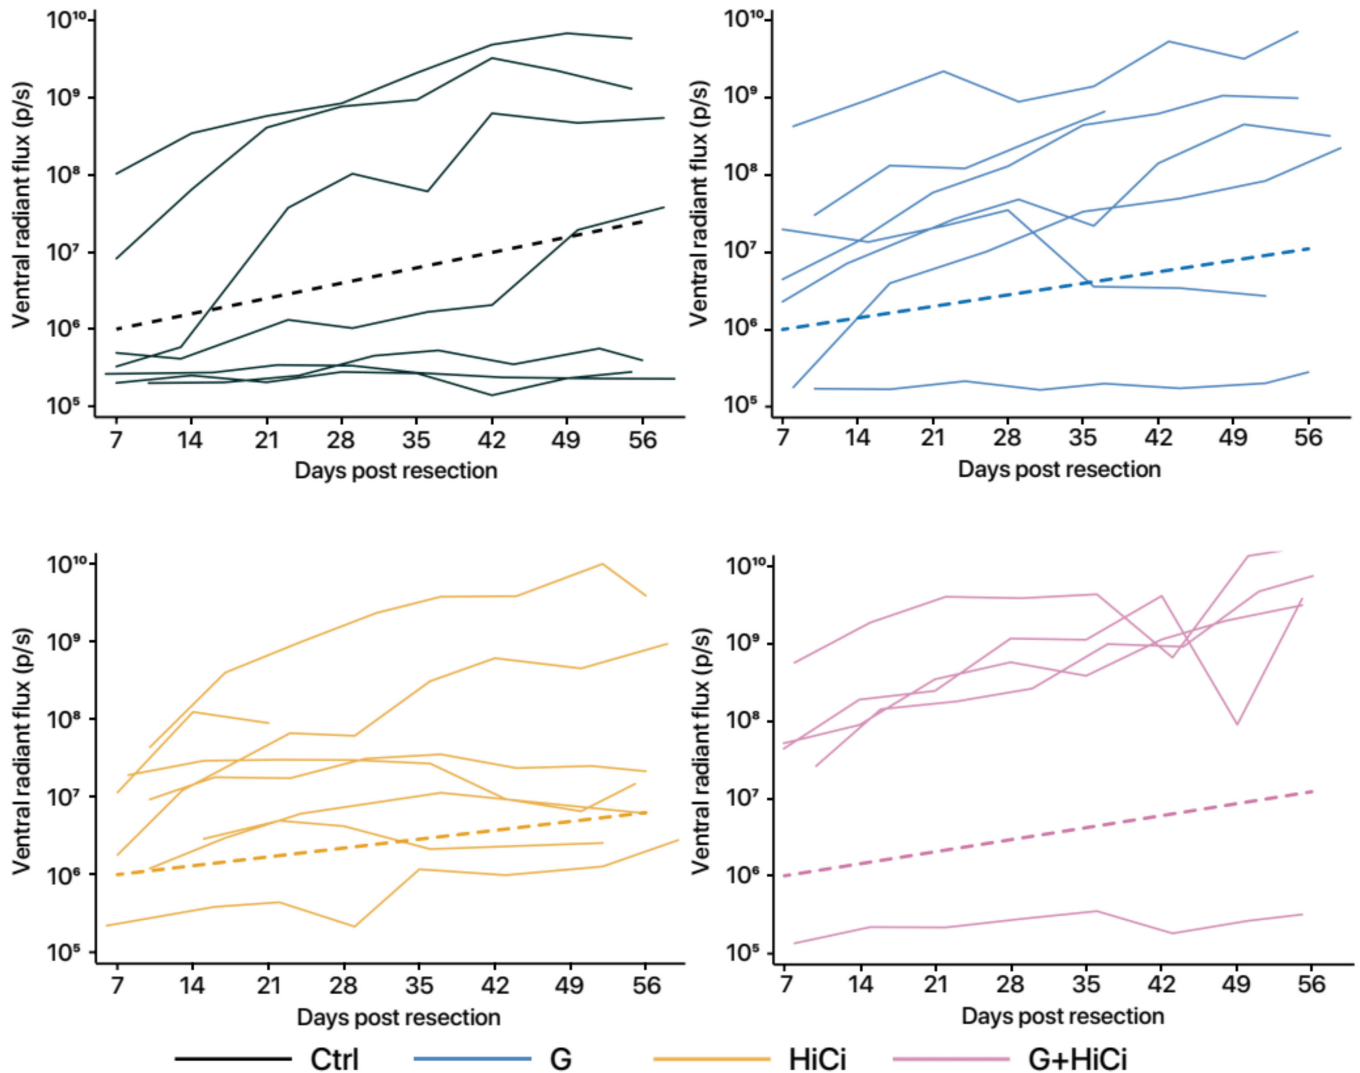 Ventral radiant flux (p/s)
10¹⁰
10⁹
10⁸
10⁷
10⁶
10⁵
7 14 21 28 35 42 49 56
Days post resection
Ventral radiant flux (p/s)
10¹⁰
10⁹
10⁸
10⁷
10⁶
10⁵
7 14 21 28 35 42 49 56
Days post resection
Ventral radiant flux (p/s)
10¹⁰
10⁹
10⁸
10⁷
10⁶
10⁵
7 14 21 28 35 42 49 56
Days post resection
Ventral radiant flux (p/s)
10¹⁰
10⁹
10⁸
10⁷
10⁶
10⁵
7 14 21 28 35 42 49 56
Days post resection
Ctrl G HiCi G+HiCi